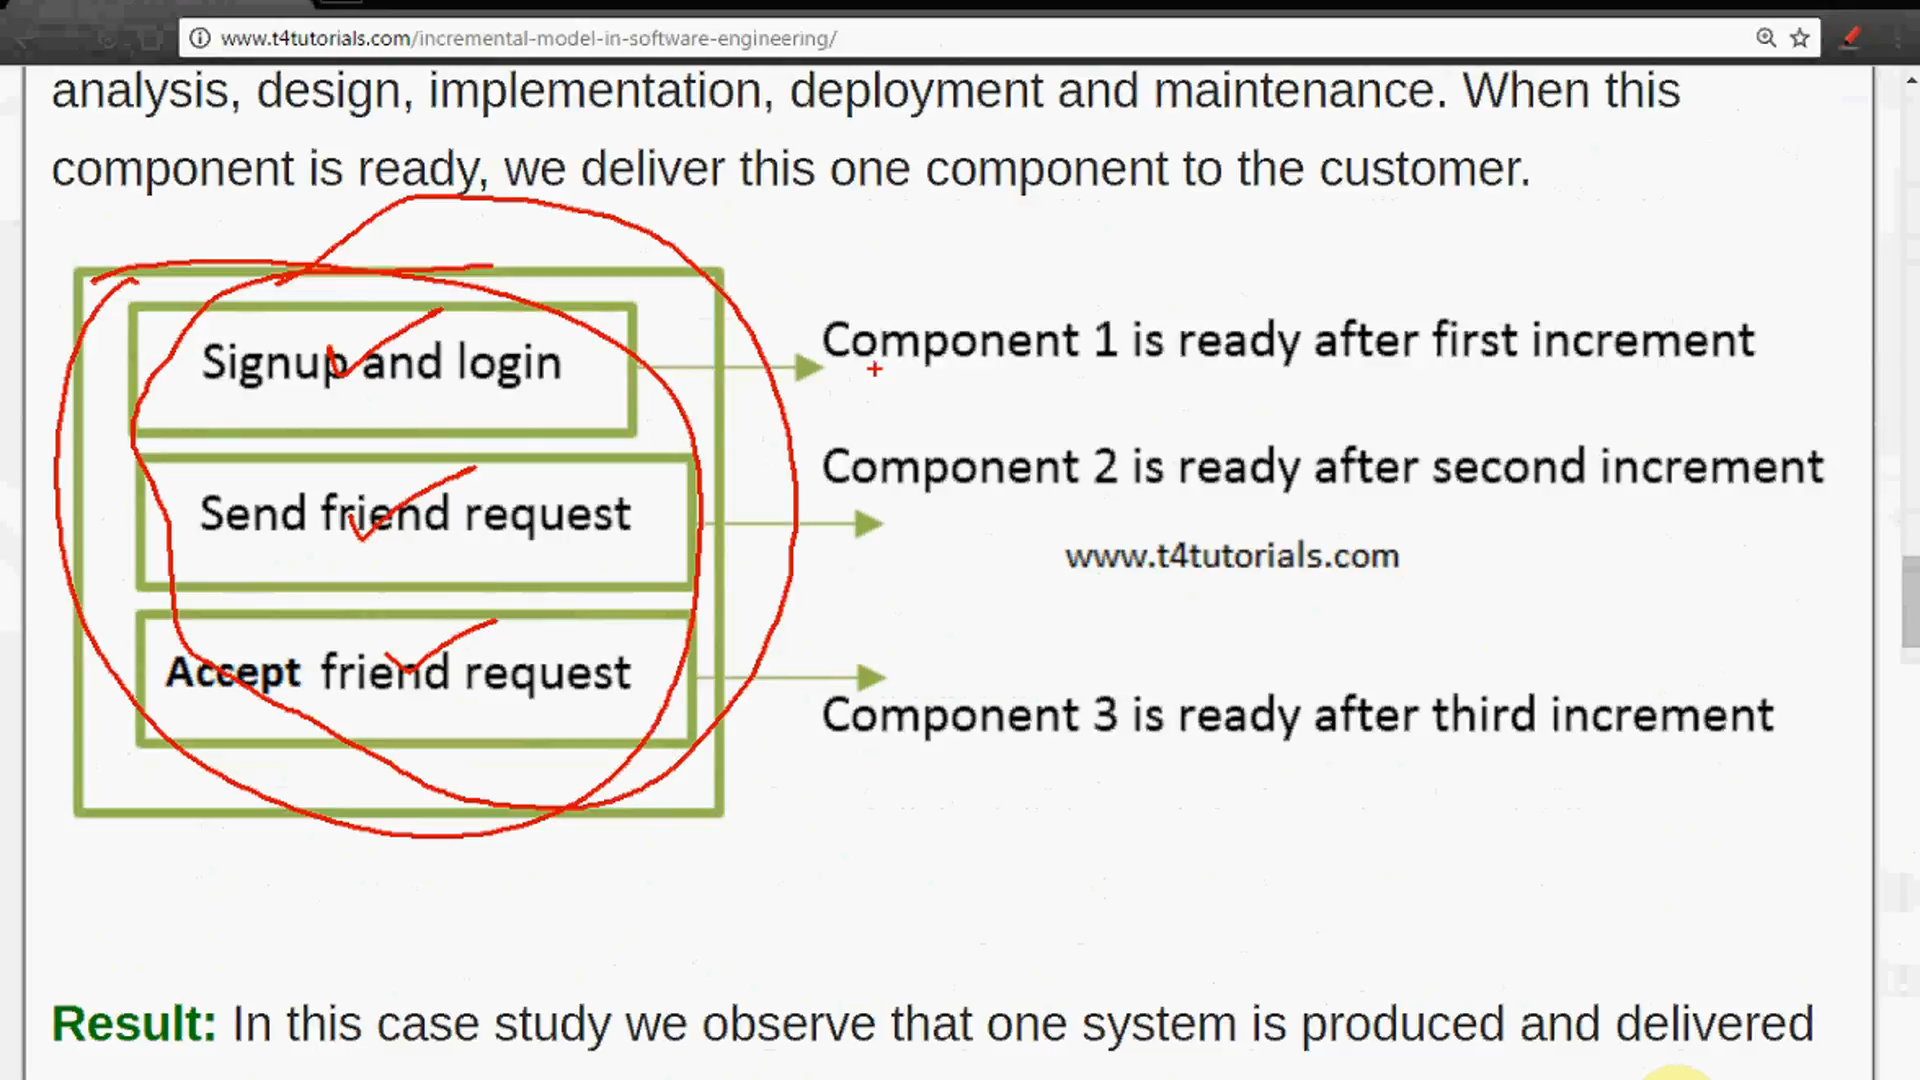 www.t4tutorials.com/incremental-model-in-software-engineering/
analysis, design, implementation, deployment and maintenance. When this
component is ready, we deliver this one component to the customer.
Signup and login
Component 1 is ready after first increment
Component 2 is ready after second increment
Send friend request
www.t4tutorials.com
Accept friend request
Component 3 is ready after third increment
Result: In this case study we observe that one system is produced and delivered